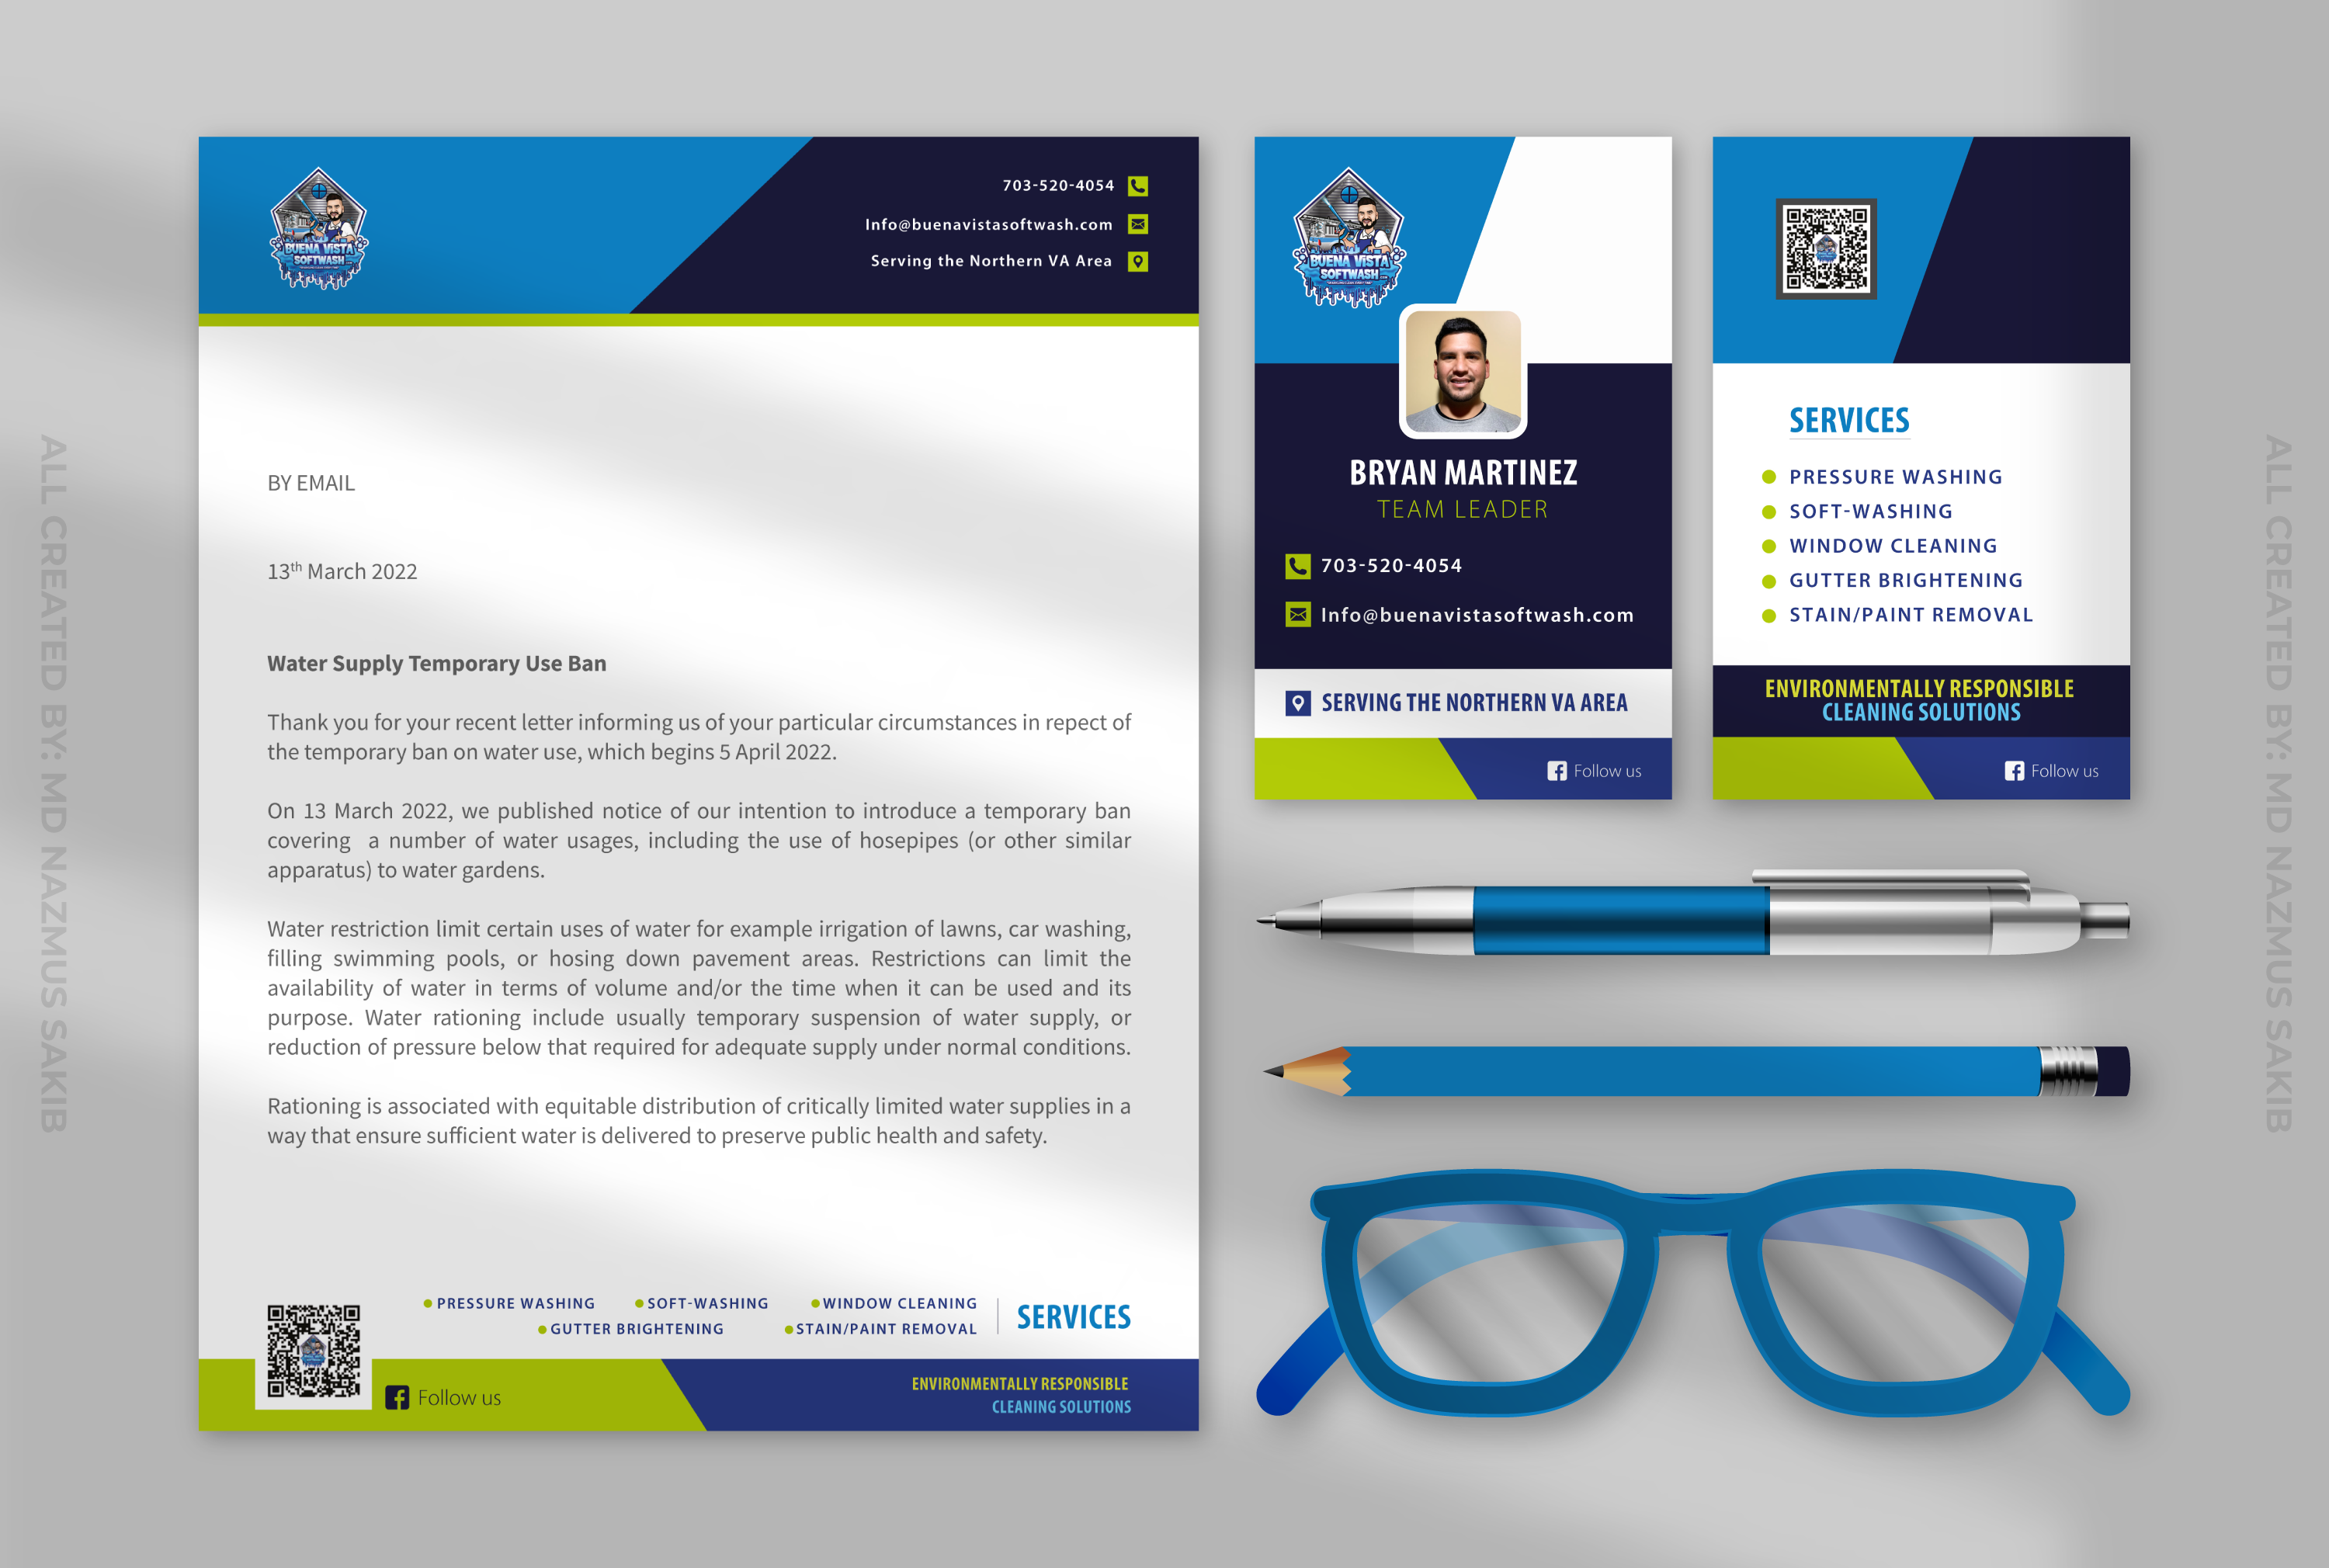 ALL CREATED BY: MD NAZMUS SAKIB
BUENA VISTA
SOFTWASH
703-520-4054
Info@buenavistasoftwash.com
Serving the Northern VA Area
BY EMAIL
13th March 2022
Water Supply Temporary Use Ban
Thank you for your recent letter informing us of your particular circumstances in repect of
the temporary ban on water use, which begins 5 April 2022.
On 13 March 2022, we published notice of our intention to introduce a temporary ban
covering a number of water usages, including the use of hosepipes (or other similar
apparatus) to water gardens.
Water restriction limit certain uses of water for example irrigation of lawns, car washing,
filling swimming pools, or hosing down pavement areas. Restrictions can limit the
availability of water in terms of volume and/or the time when it can be used and its
purpose. Water rationing include usually temporary suspension of water supply, or
reduction of pressure below that required for adequate supply under normal conditions.
Rationing is associated with equitable distribution of critically limited water supplies in a
way that ensure sufficient water is delivered to preserve public health and safety.
PRESSURE WASHING SOFT-WASHING WINDOW CLEANING
GUTTER BRIGHTENING STAIN/PAINT REMOVAL
SERVICES
Follow us
ENVIRONMENTALLY RESPONSIBLE
CLEANING SOLUTIONS
BUENA VISTA
SOFTWASH
BRYAN MARTINEZ
TEAM LEADER
703-520-4054
Info@buenavistasoftwash.com
SERVING THE NORTHERN VA AREA
Follow us
SERVICES
PRESSURE WASHING
SOFT-WASHING
WINDOW CLEANING
GUTTER BRIGHTENING
STAIN/PAINT REMOVAL
ENVIRONMENTALLY RESPONSIBLE
CLEANING SOLUTIONS
Follow us
ALL CREATED BY: MD NAZMUS SAKIB